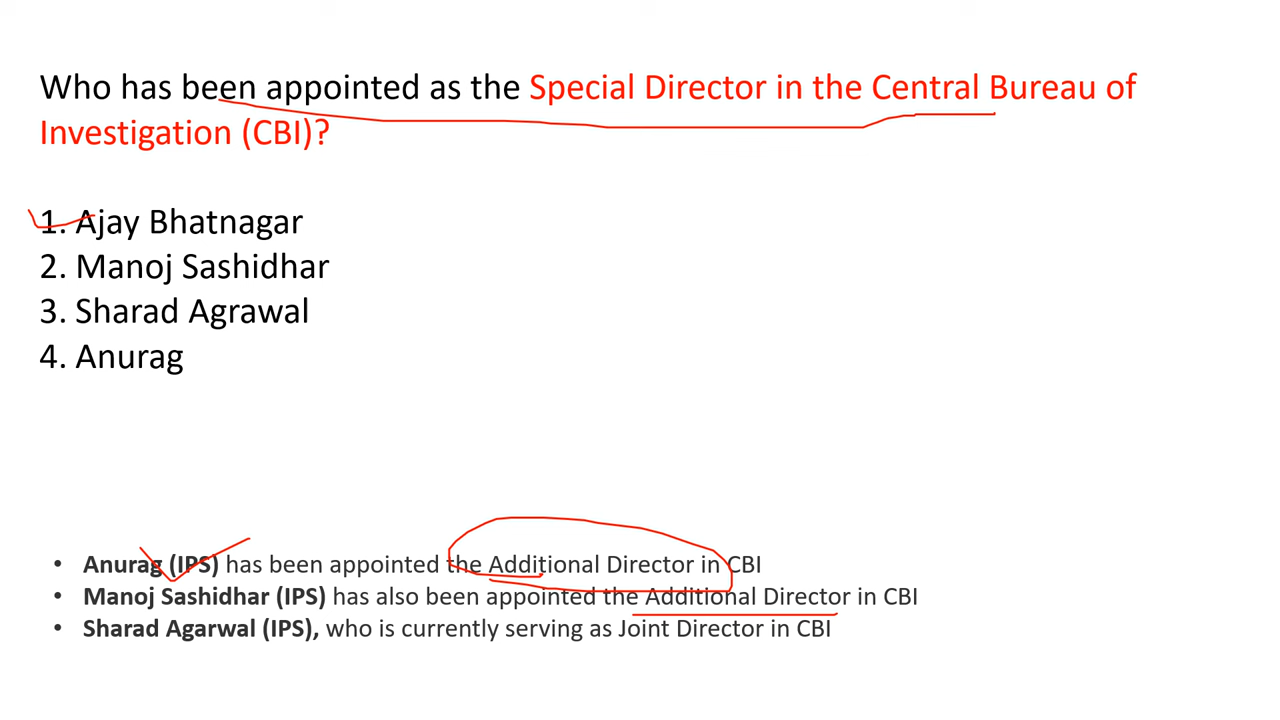 Who has been appointed as the Special Director in the Central Bureau of
Investigation (CBI)?
1. Ajay Bhatnagar
2. Manoj Sashidhar
3. Sharad Agrawal
4. Anurag
• Anurag (IPS) has been appointed the Additional Director in CBI
• Manoj Sashidhar (IPS) has also been appointed the Additional Director in CBI
• Sharad Agarwal (IPS), who is currently serving as Joint Director in CBI